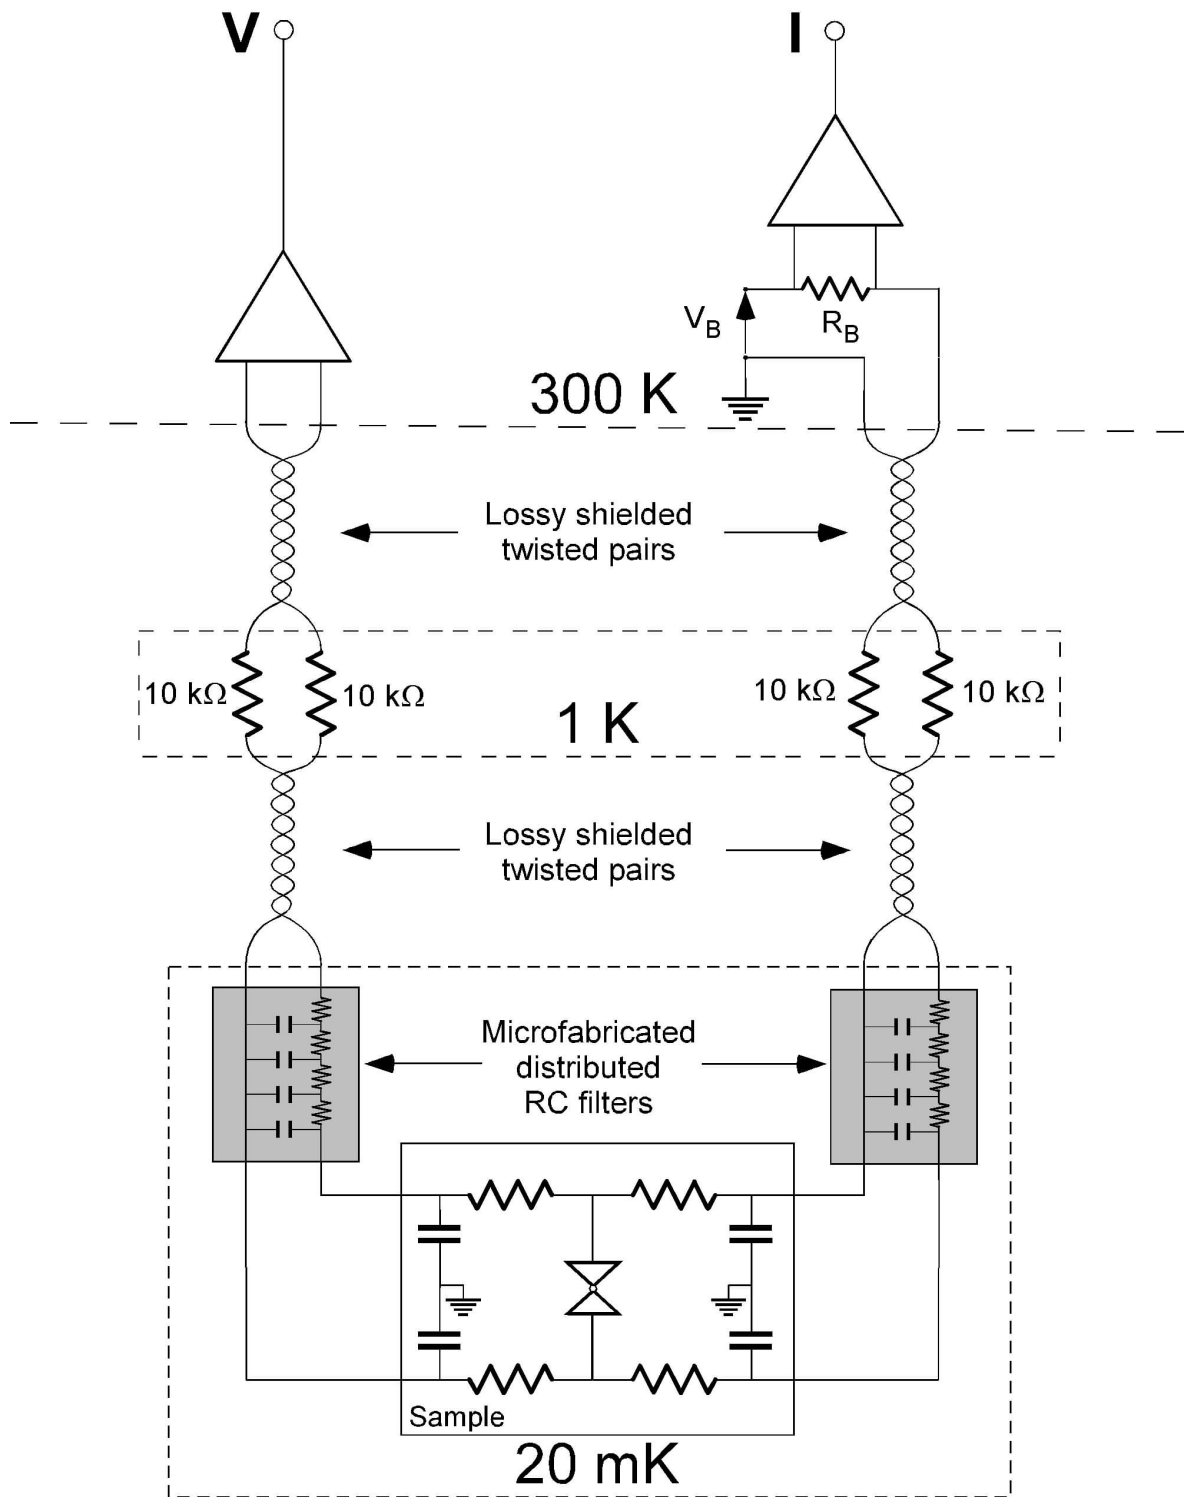 V
I
V_B
R_B
300 K
Lossy shielded
twisted pairs
10 kΩ
10 kΩ
10 kΩ
10 kΩ
1 K
Lossy shielded
twisted pairs
Microfabricated
distributed
RC filters
Sample
20 mK